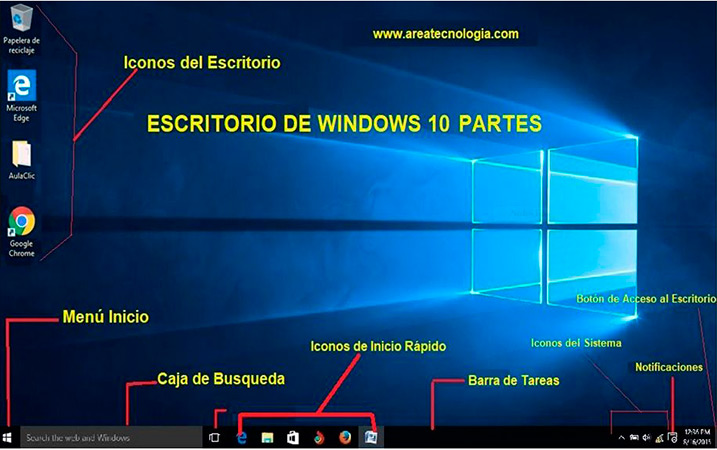 www.areatecnologia.com
Papelera de
reciclaje
Iconos del Escritorio
Microsoft
Edge
ESCRITORIO DE WINDOWS 10 PARTES
AulaClic
Google
Chrome
Botón de Acceso al Escritorio
Menú Inicio
Iconos de Inicio Rápido
Iconos del Sistema
Notificaciones
Caja de Busqueda
Barra de Tareas
Search the web and Windows
12:35 PM
8/16/2015